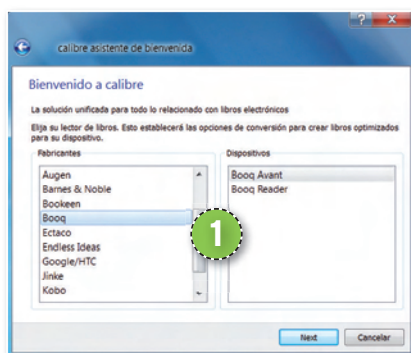 calibre asistente de bienvenida
Bienvenido a calibre
La solución unificada para todo lo relacionado con libros electrónicos
Elija su lector de libros. Esto establecerá las opciones de conversión para crear libros optimizados
para su dispositivo.
Fabricantes
Dispositivos
Augen
Barnes & Noble
Bookeen
Booq
Ectaco
Endless Ideas
Google/HTC
Jinke
Kobo
Booq Avant
Booq Reader
1
Next
Cancelar